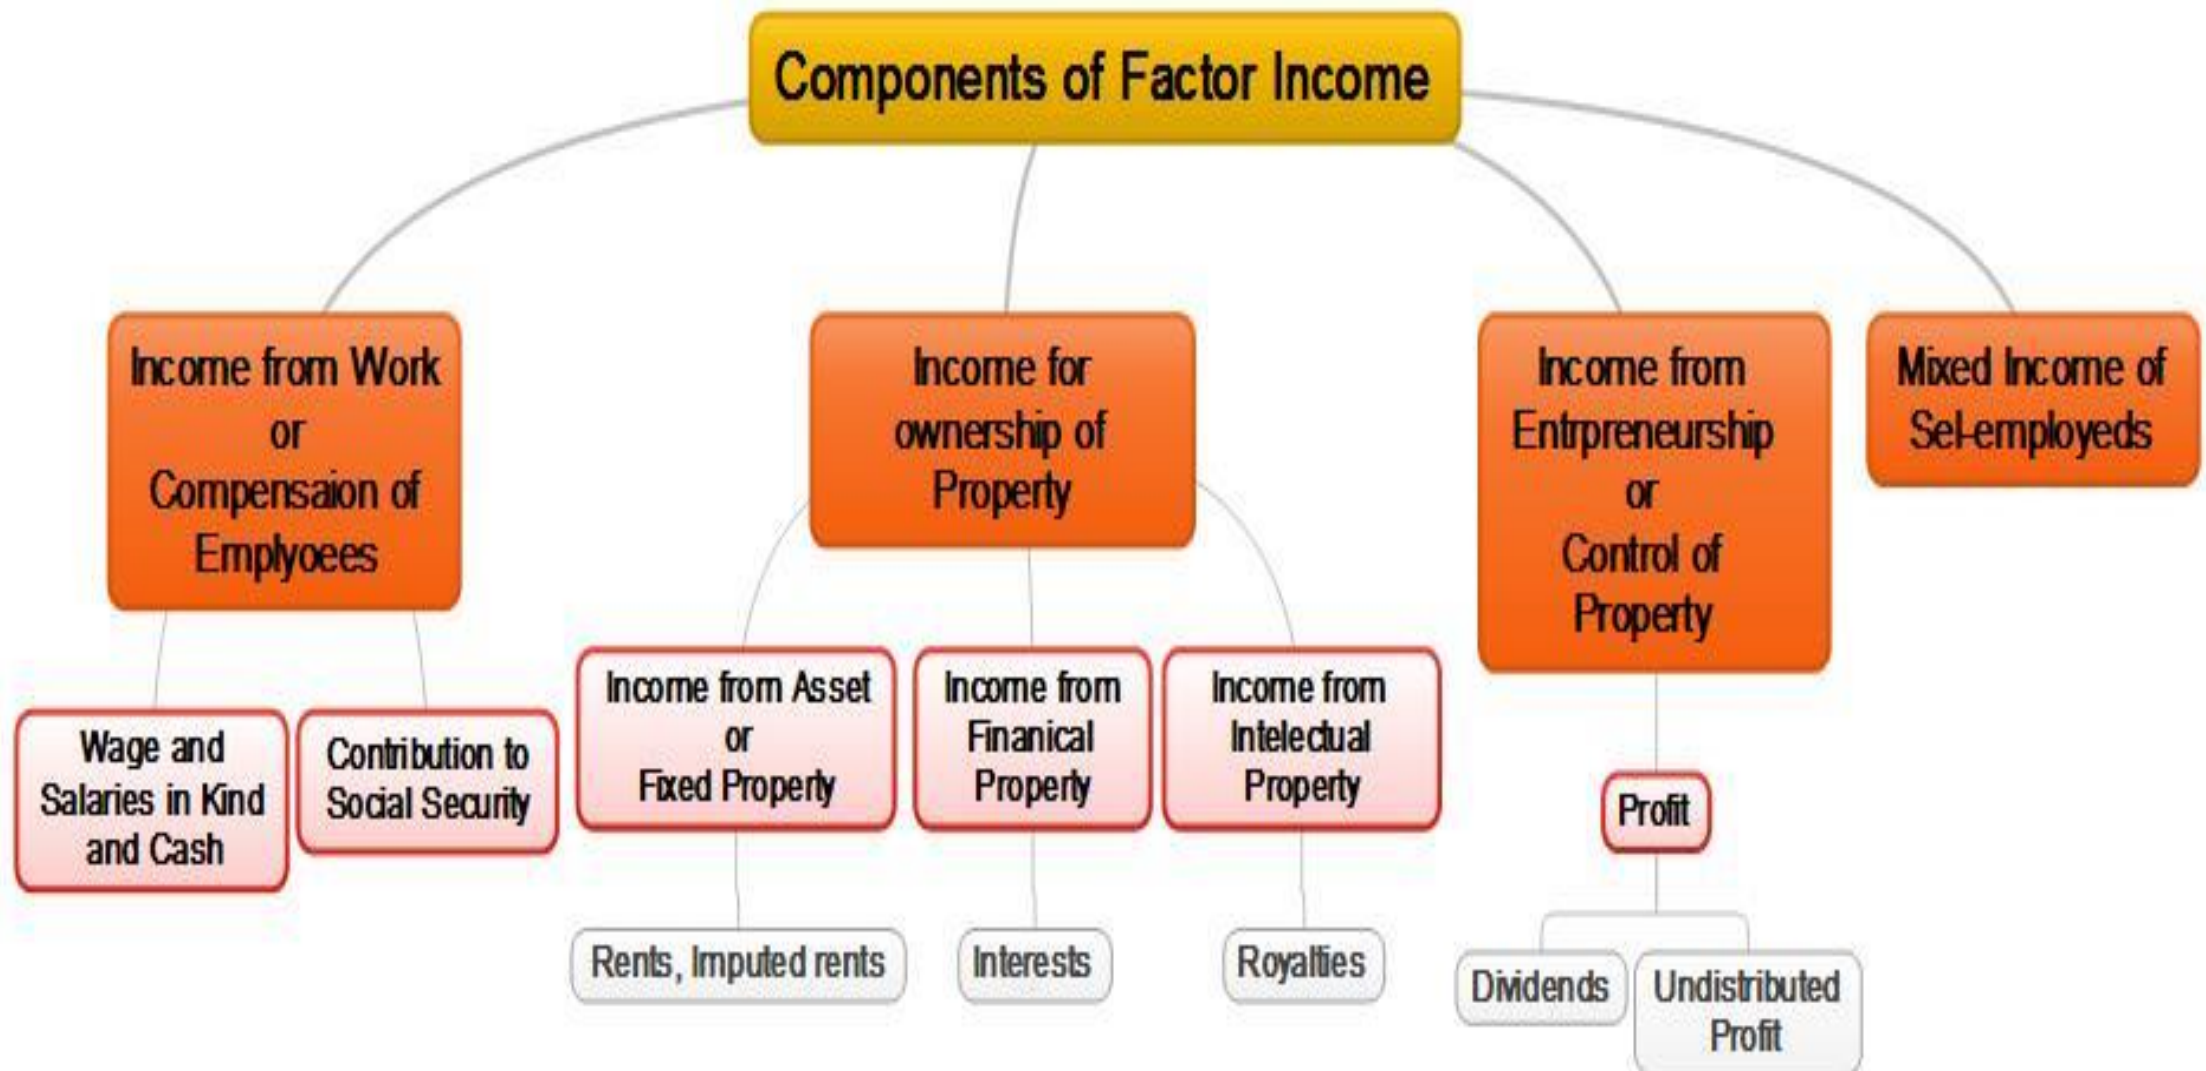 Components of Factor Income
Income from Work
or
Compensaion of
Emplyoees
Income for
ownership of
Property
Income from
Entrpreneurship
or
Control of
Property
Mixed Income of
Sel-employeds
Wage and
Salaries in Kind
and Cash
Contribution to
Social Security
Income from Asset
or
Fixed Property
Income from
Finanical
Property
Income from
Intelectual
Property
Profit
Rents, Imputed rents
Interests
Royalties
Dividends
Undistributed
Profit